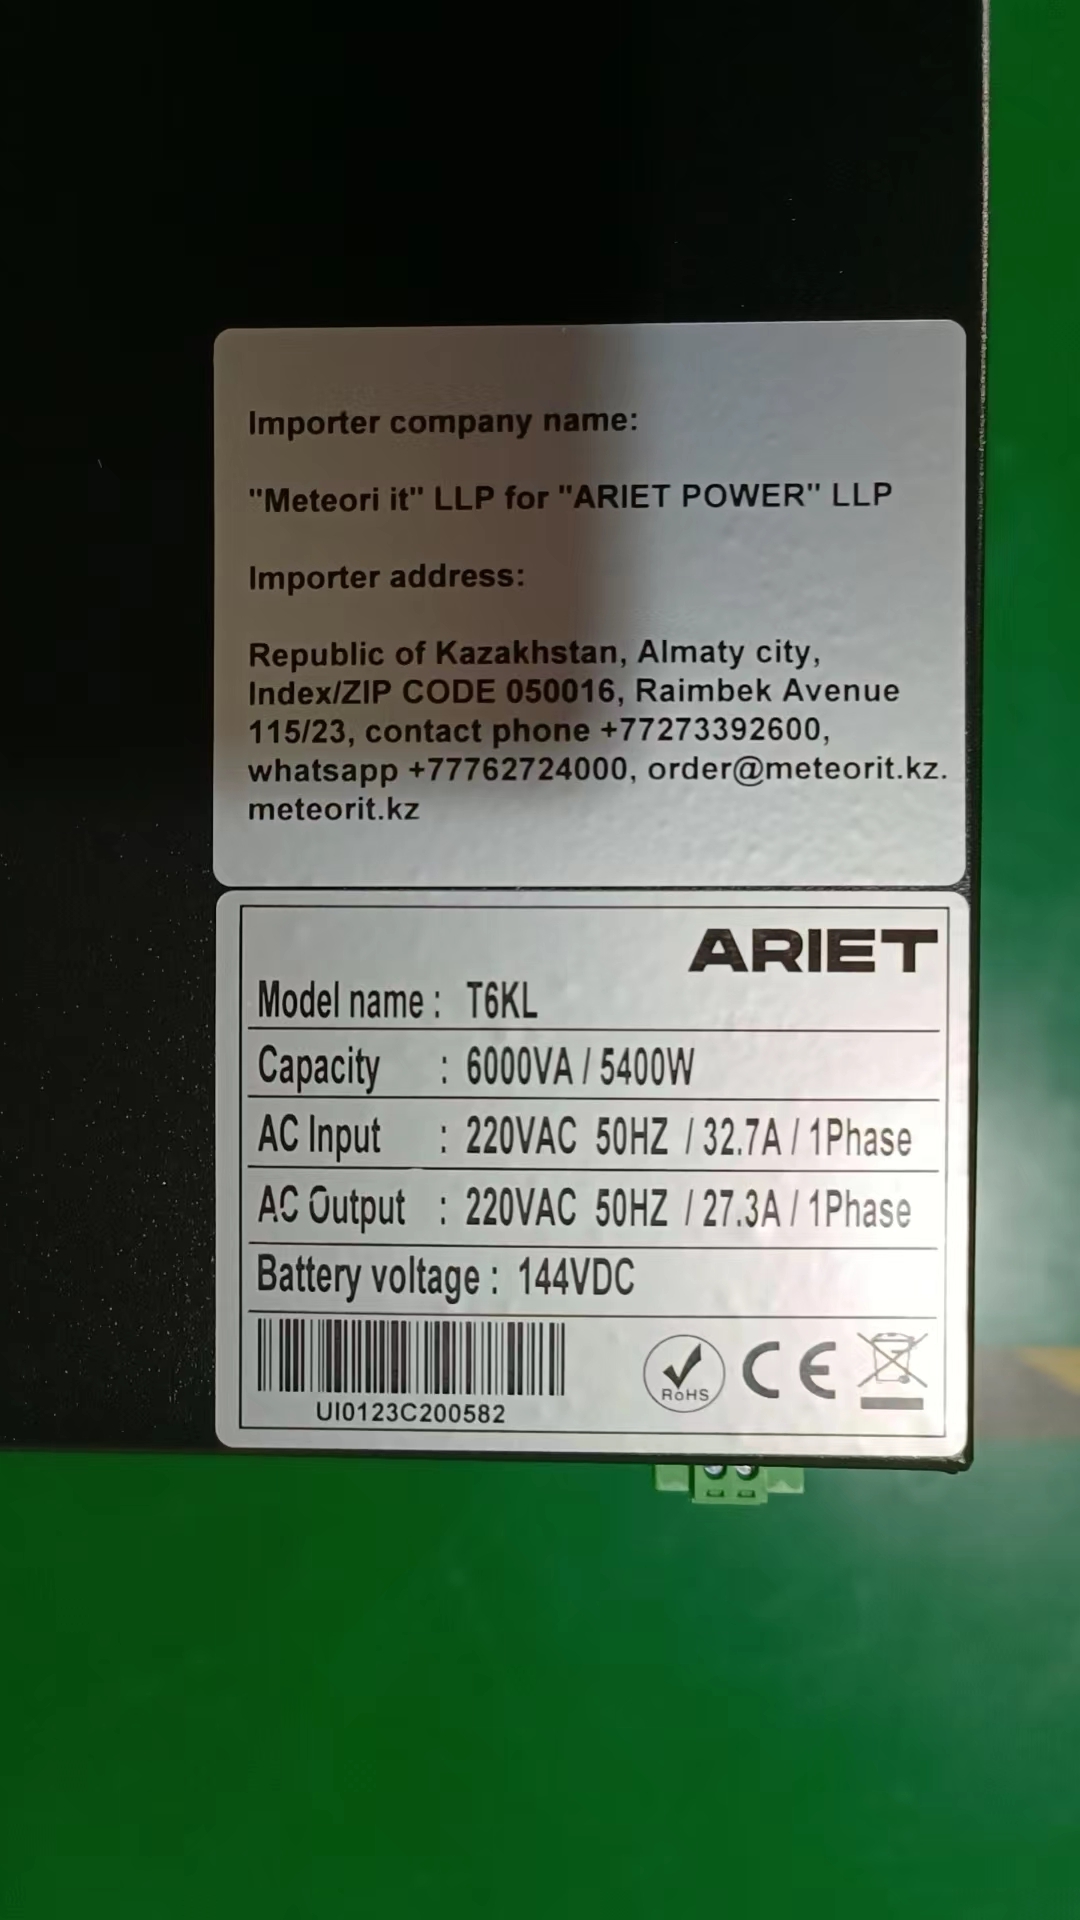 Importer company name:
"Meteori it" LLP for "ARIET POWER" LLP
Importer address:
Republic of Kazakhstan, Almaty city,
Index/ZIP CODE 050016, Raimbek Avenue
115/23, contact phone +77273392600,
whatsapp +77762724000, order@meteorit.kz.
meteorit.kz
ARIET
Model name : T6KL
Capacity : 6000VA / 5400W
AC Input : 220VAC 50HZ / 32.7A / 1Phase
AC Output : 220VAC 50HZ / 27.3A / 1Phase
Battery voltage : 144VDC
UI0123C200582
RoHS CE